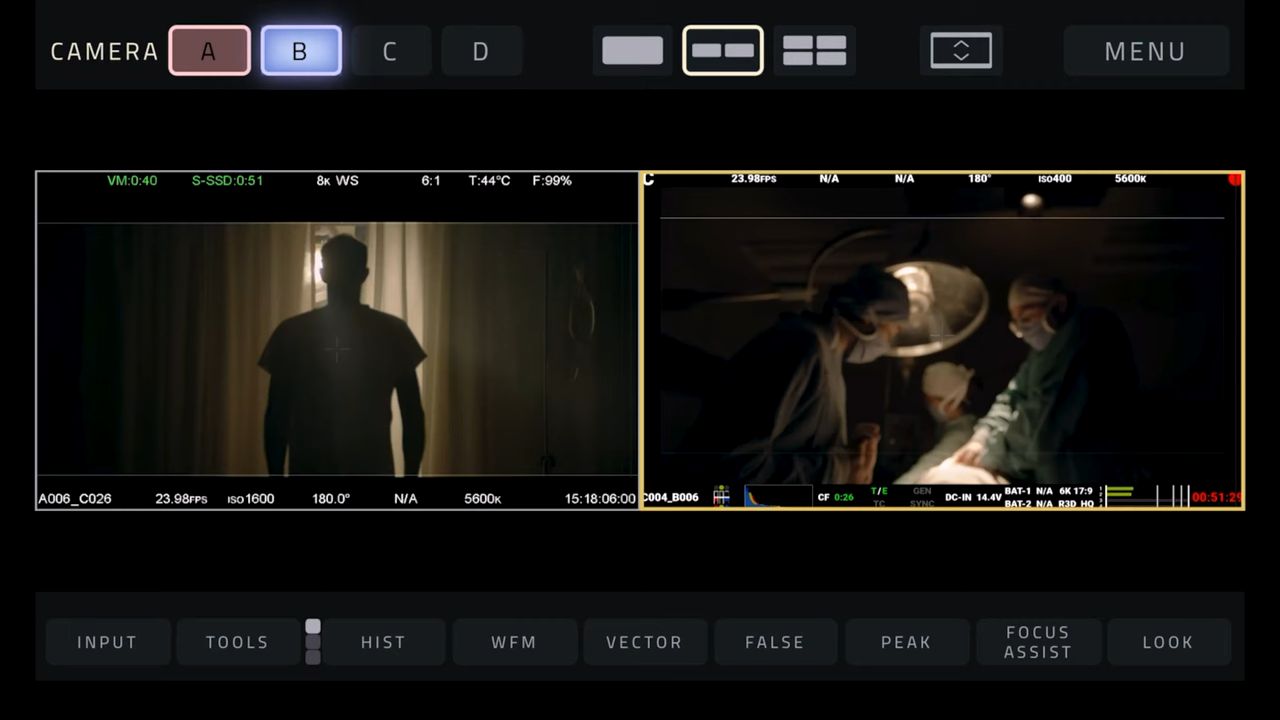 CAMERA A B C D MENU
VM:0:40 S-SSD:0:51 8K WS 6:1 T:44°C F:99%
C 23.98FPS N/A N/A 180° ISO400 5600K
A006_C026 23.98FPS ISO1600 180.0° N/A 5600K 15:18:06:00
C004_B006 CF 0:26 T/E GEN DC-IN 14.4V BAT-1 N/A 6K 17:9
TC SYNC BAT-2 N/A R3D HQ
00:51:29
INPUT TOOLS HIST WFM VECTOR FALSE PEAK FOCUS ASSIST LOOK